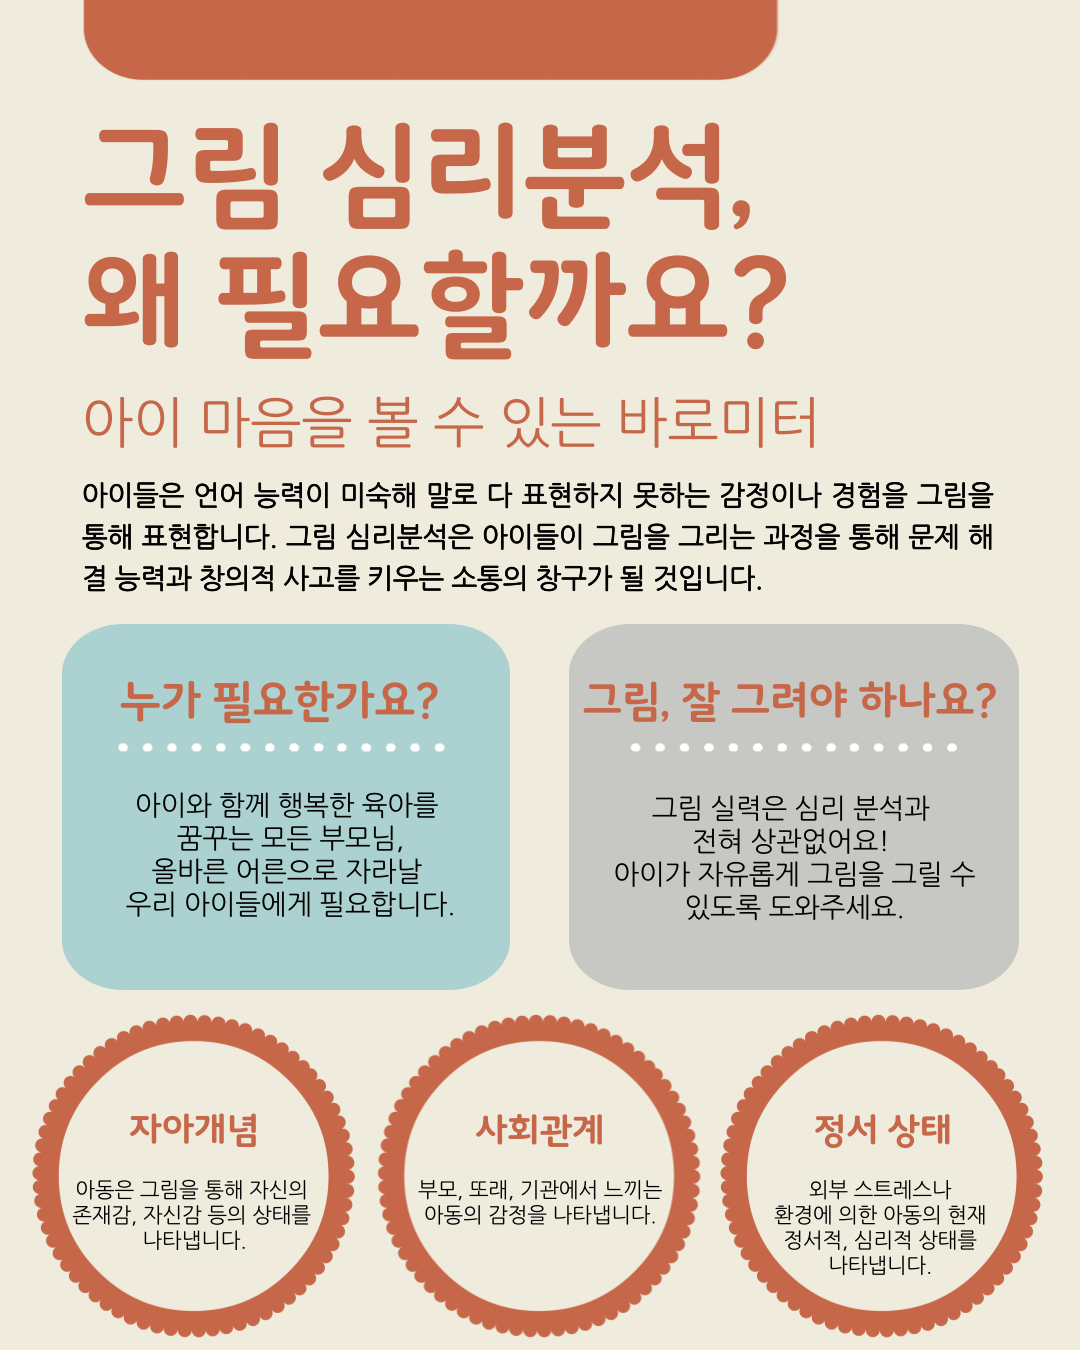 그림 심리분석,
왜 필요할까요?
아이 마음을 볼 수 있는 바로미터
아이들은 언어 능력이 미숙해 말로 다 표현하지 못하는 감정이나 경험을 그림을
통해 표현합니다. 그림 심리분석은 아이들이 그림을 그리는 과정을 통해 문제 해
결 능력과 창의적 사고를 키우는 소통의 창구가 될 것입니다.
누가 필요한가요?
아이와 함께 행복한 육아를
꿈꾸는 모든 부모님,
올바른 어른으로 자라날
우리 아이들에게 필요합니다.
그림, 잘 그려야 하나요?
그림 실력은 심리 분석과
전혀 상관없어요!
아이가 자유롭게 그림을 그릴 수
있도록 도와주세요.
자아개념
아동은 그림을 통해 자신의
존재감, 자신감 등의 상태를
나타냅니다.
사회관계
부모, 또래, 기관에서 느끼는
아동의 감정을 나타냅니다.
정서 상태
외부 스트레스나
환경에 의한 아동의 현재
정서적, 심리적 상태를
나타냅니다.